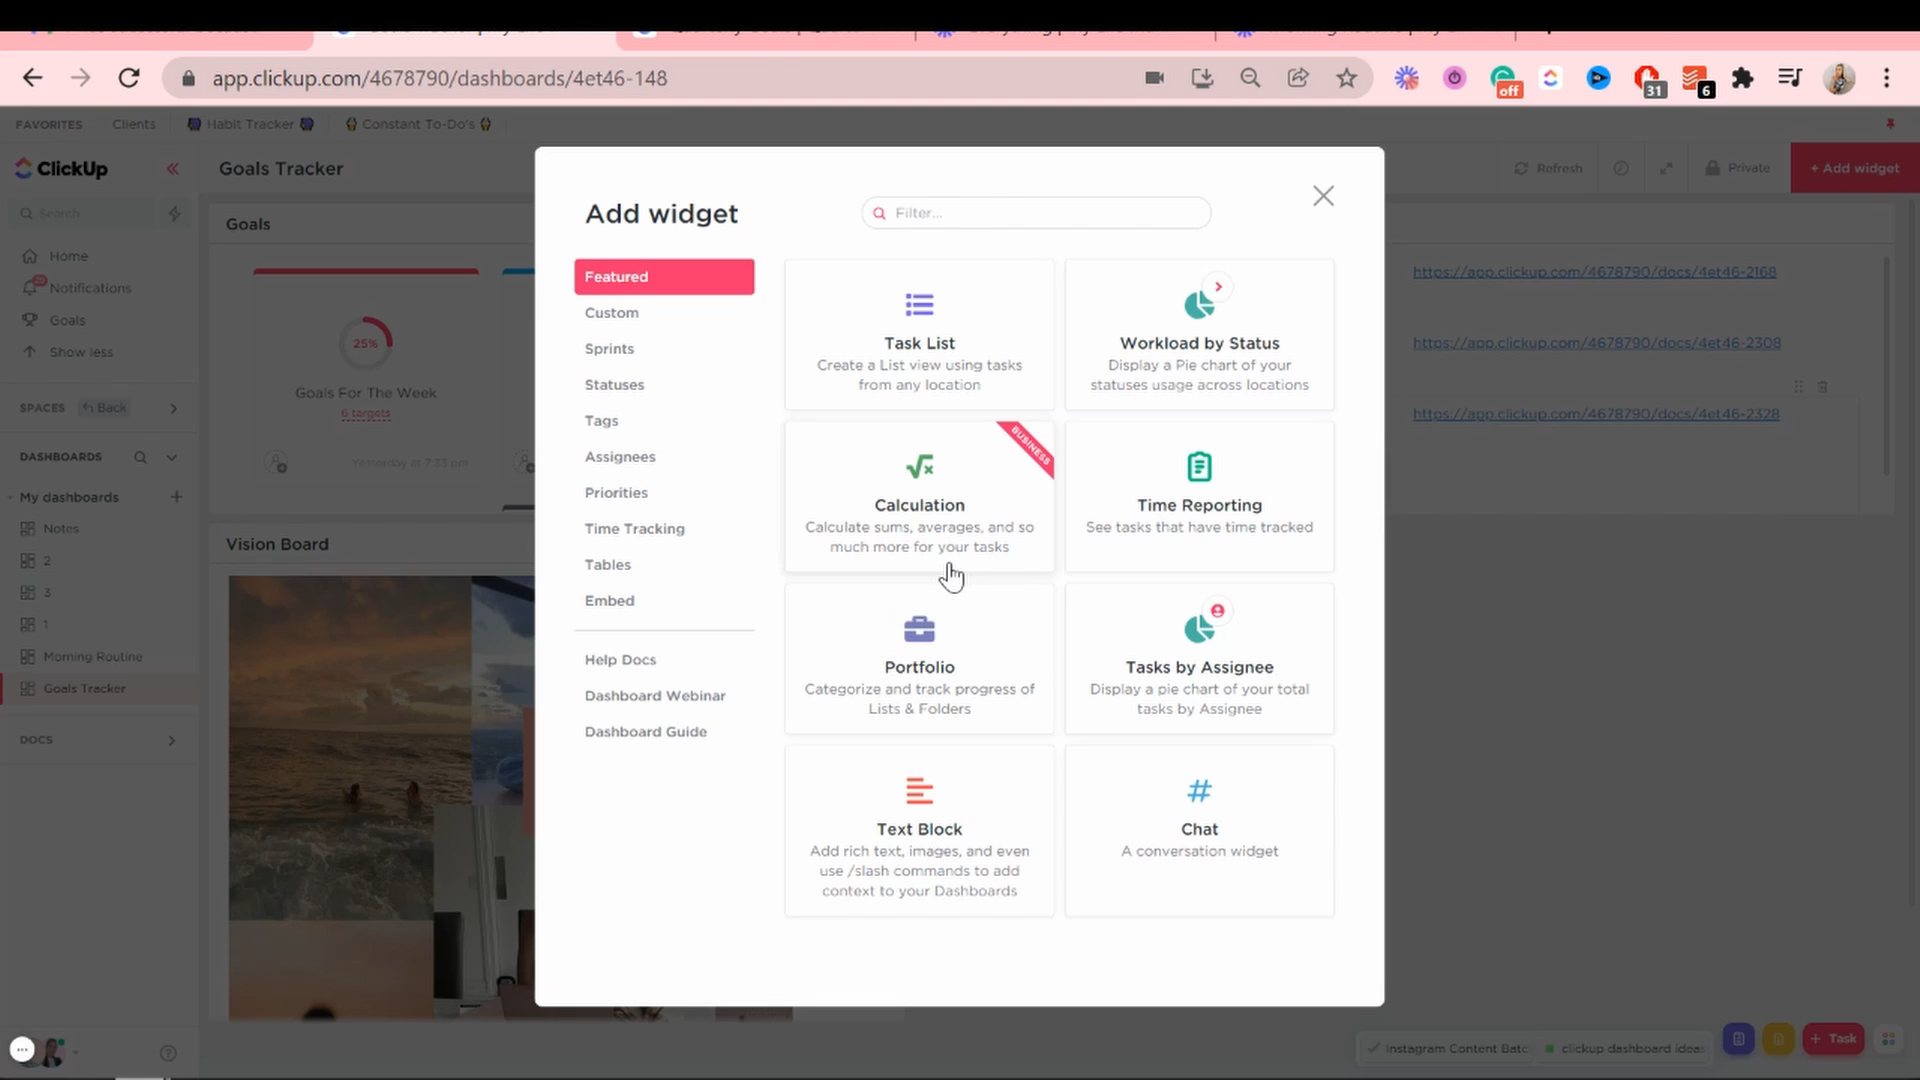 app.clickup.com/4678790/dashboards/4et46-148
off
31
6
FAVORITES
Clients
Habit Tracker
Constant To-Do's
ClickUp
Goals Tracker
Refresh
Private
+ Add widget
Search
Home
Notifications
Goals
Show less
SPACES
Back
DASHBOARDS
My dashboards
Notes
2
3
1
Morning Routine
Goals Tracker
DOCS
Goals
25%
Goals For The Week
6 targets
Yesterday at 7:33 pm
Vision Board
Add widget
Filter...
Featured
Custom
Sprints
Statuses
Tags
Assignees
Priorities
Time Tracking
Tables
Embed
Help Docs
Dashboard Webinar
Dashboard Guide
Task List
Create a List view using tasks
from any location
Workload by Status
Display a Pie chart of your
statuses usage across locations
BUSINESS
Calculation
Calculate sums, averages, and so
much more for your tasks
Time Reporting
See tasks that have time tracked
Portfolio
Categorize and track progress of
Lists & Folders
Tasks by Assignee
Display a pie chart of your total
tasks by Assignee
Text Block
Add rich text, images, and even
use /slash commands to add
context to your Dashboards
#
Chat
A conversation widget
https://app.clickup.com/4678790/docs/4et46-2168
https://app.clickup.com/4678790/docs/4et46-2308
https://app.clickup.com/4678790/docs/4et46-2328
Instagram Content Batc
clickup dashboard ideas
+ Task